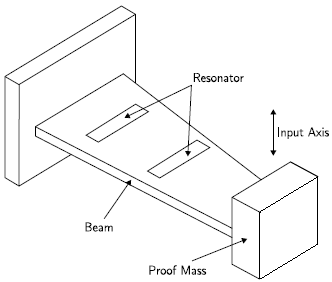 Resonator
Input Axis
Beam
Proof Mass